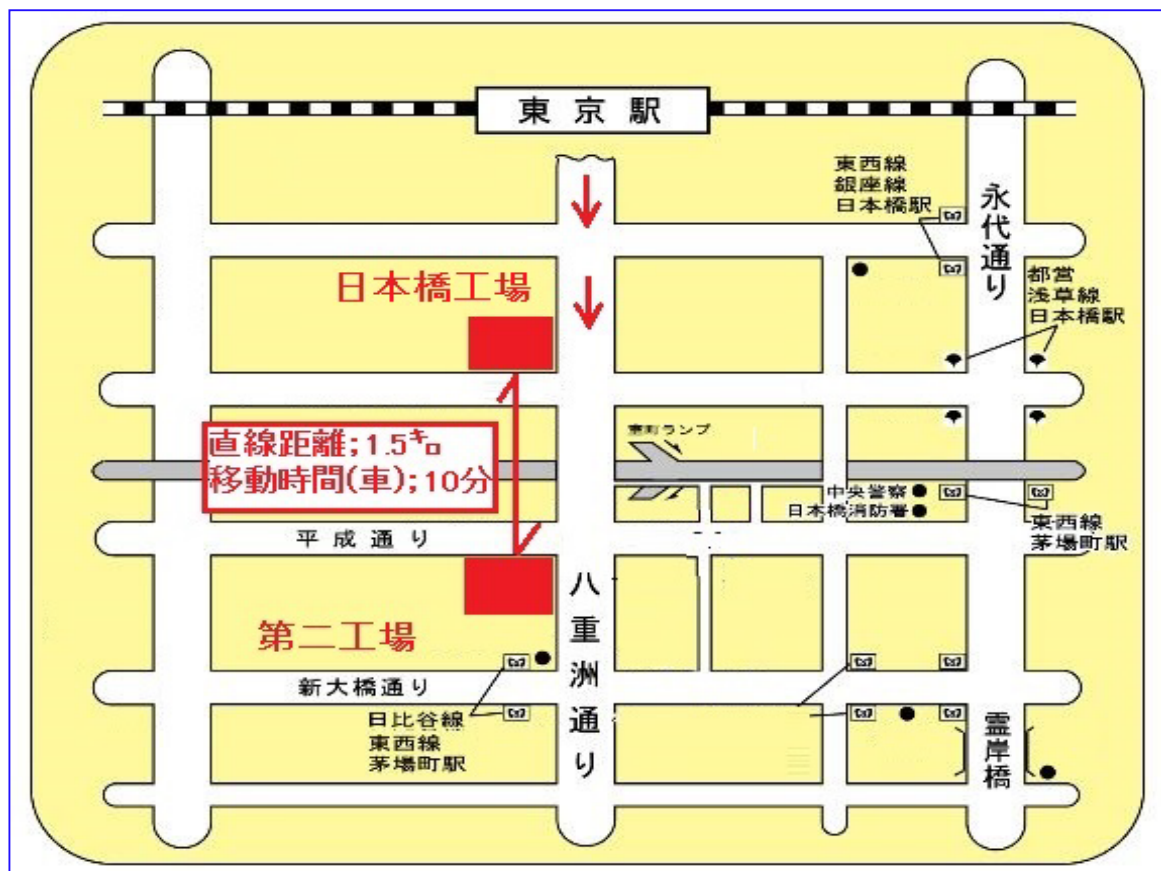 東京駅
東西線
銀座線
日本橋駅
永代通り
都営
浅草線
日本橋駅
日本橋工場
直線距離;1.5㌔
移動時間(車);10分
宝町ランプ
中央警察
日本橋消防署
東西線
茅場町駅
平成通り
八重洲通り
第二工場
新大橋通り
日比谷線
東西線
茅場町駅
霊岸橋